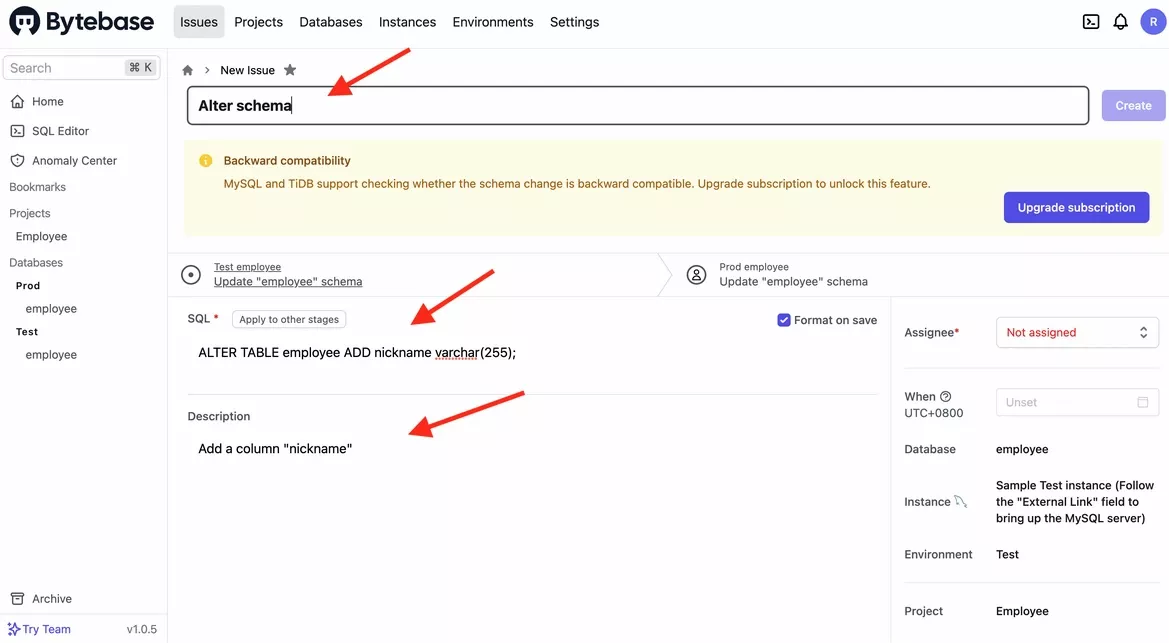 Bytebase
Issues Projects Databases Instances Environments Settings
R
Search ⌘ K
Home
SQL Editor
Anomaly Center
Bookmarks
Projects
Employee
Databases
Prod
employee
Test
employee
Archive
Try Team v1.0.5
New Issue
Alter schema
Create
Backward compatibility
MySQL and TiDB support checking whether the schema change is backward compatible. Upgrade subscription to unlock this feature.
Upgrade subscription
Test employee
Update "employee" schema
Prod employee
Update "employee" schema
SQL * Apply to other stages
Format on save
ALTER TABLE employee ADD nickname varchar(255);
Description
Add a column "nickname"
Assignee* Not assigned
When
UTC+0800
Unset
Database employee
Instance
Sample Test instance (Follow
the "External Link" field to
bring up the MySQL server)
Environment Test
Project Employee